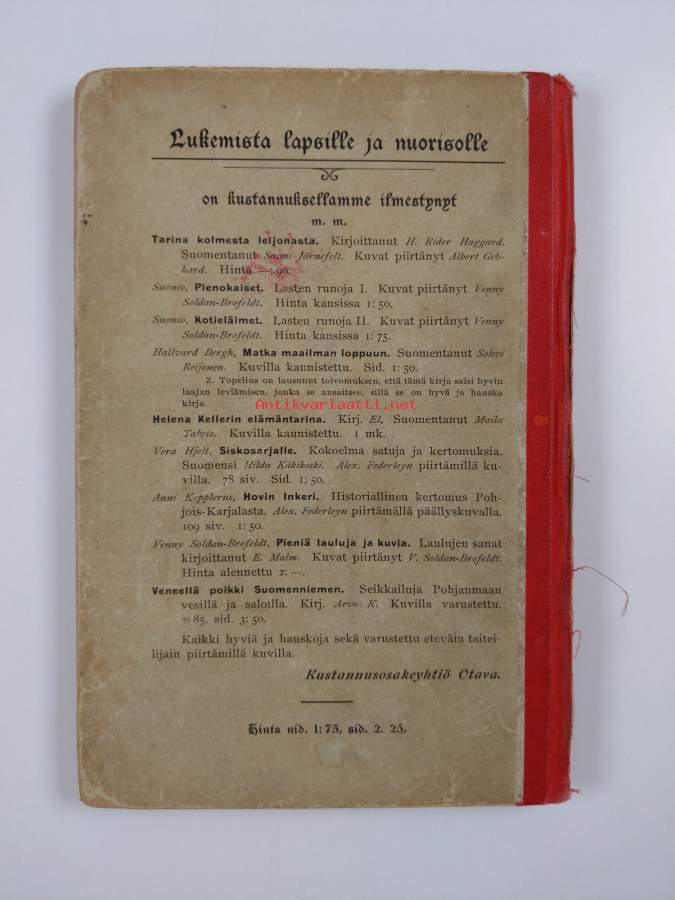 Lukemista lapsille ja nuorisolle
on kustannuksellamme ilmestynyt
m. m.
Tarina kolmesta leijonasta. Kirjoittanut H. Rider Haggard.
Suomentanut Saimi Järnefelt. Kuvat piirtänyt Albert Geb-
hard. Hinta —: 90.
Suonio, Pienokaiset. Lasten runoja I. Kuvat piirtänyt Venny
Soldan-Brofeldt. Hinta kansissa 1: 50.
Suonio, Kotieläimet. Lasten runoja II. Kuvat piirtänyt Venny
Soldan-Brofeldt. Hinta kansissa 1: 75.
Hallvard Bergh, Matka maailman loppuun. Suomentanut Sohvi
Reijonen. Kuvilla kaunistettu. Sid. 1: 50.
Z. Topelius on lausunut toivomuksen, että tämä kirja saisi hyvin
laajan leviämisen, jonka se ansaitsee, sillä se on hyvä ja hauska
kirja.
Antikvariaatti.net
Helena Kellerin elämäntarina. Kirj. El, Suomentanut Maila
Talvio. Kuvilla kaunistettu. 1 mk.
Vera Hjelt, Siskosarjalle. Kokoelma satuja ja kertomuksia.
Suomensi Hilda Käkikoski. Alex. Federleyn piirtämillä ku-
villa. 78 siv. Sid. 1; 50.
Anni Kepplerus, Hovin Inkeri. Historiallinen kertomus Poh-
jois-Karjalasta. Alex. Federleyn piirtämällä päällyskuvalla.
109 siv. 1: 50.
Venny Soldan-Brofeldt, Pieniä lauluja ja kuvia. Laulujen sanat
kirjoittanut E. Malm. Kuvat piirtänyt V. Soldan-Brofeldt.
Hinta alennettu 2: —.
Veneellä poikki Suomenniemen. Seikkailuja Pohjanmaan
vesillä ja saloilla. Kirj. Arvo K. Kuvilla varustettu.
2: 85, sid. 3: 50.
Kaikki hyviä ja hauskoja sekä varustettu eteväin taitei-
lijain piirtämillä kuvilla.
Kustannusosakeyhtiö Otava.
Hinta nid. 1: 75, sid. 2. 25.